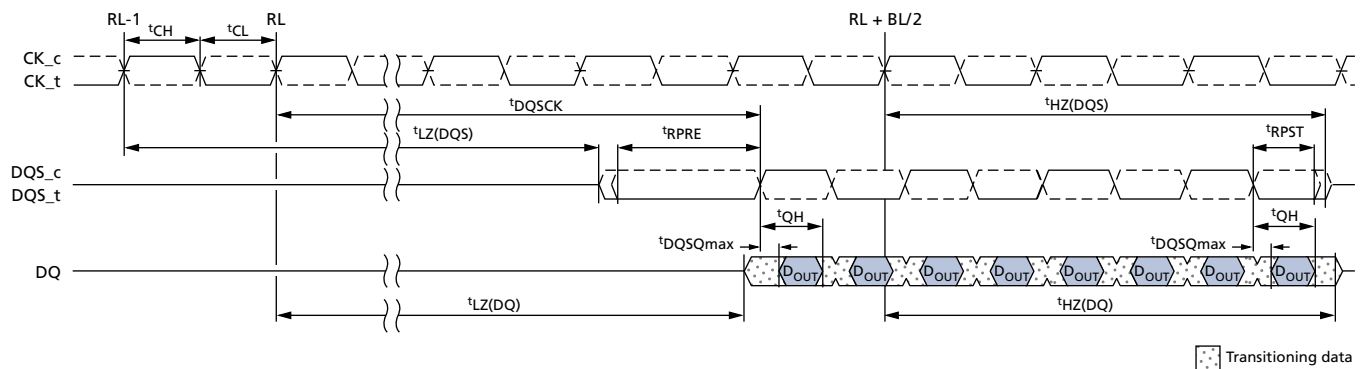 RL-1 RL RL + BL/2
tCH tCL
CK_c
CK_t
tDQSCK tHZ(DQS)
tLZ(DQS) tRPRE tRPST
DQS_c
DQS_t
tQH tQH
tDQSQmax tDQSQmax
DQ DOUT DOUT DOUT DOUT DOUT DOUT DOUT DOUT
tLZ(DQ) tHZ(DQ)
Transitioning data